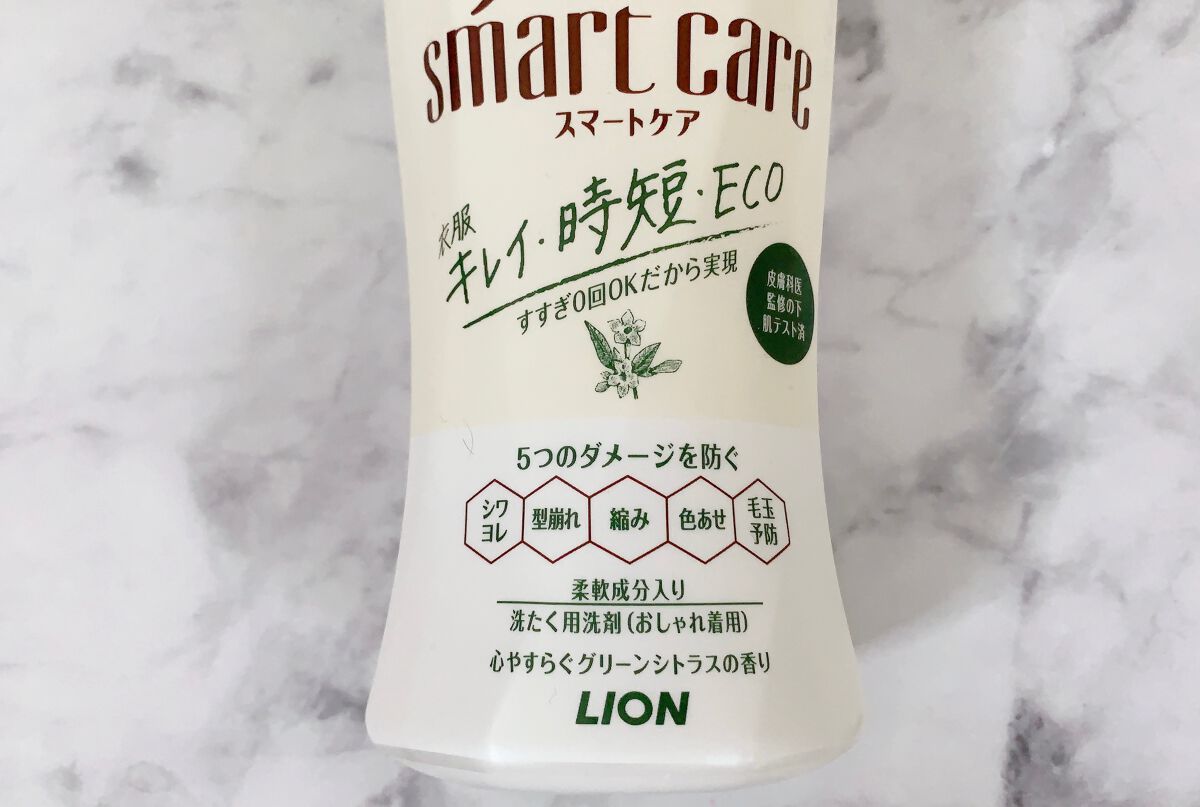 smart care
スマートケア
衣服
キレイ・時短・ECO
すすぎ0回OKだから実現
皮膚科医
監修の下
肌テスト済
5つのダメージを防ぐ
シワ
ヨレ
型崩れ
縮み
色あせ
毛玉
予防
柔軟成分入り
洗たく用洗剤(おしゃれ着用)
心やすらぐグリーンシトラスの香り
LION